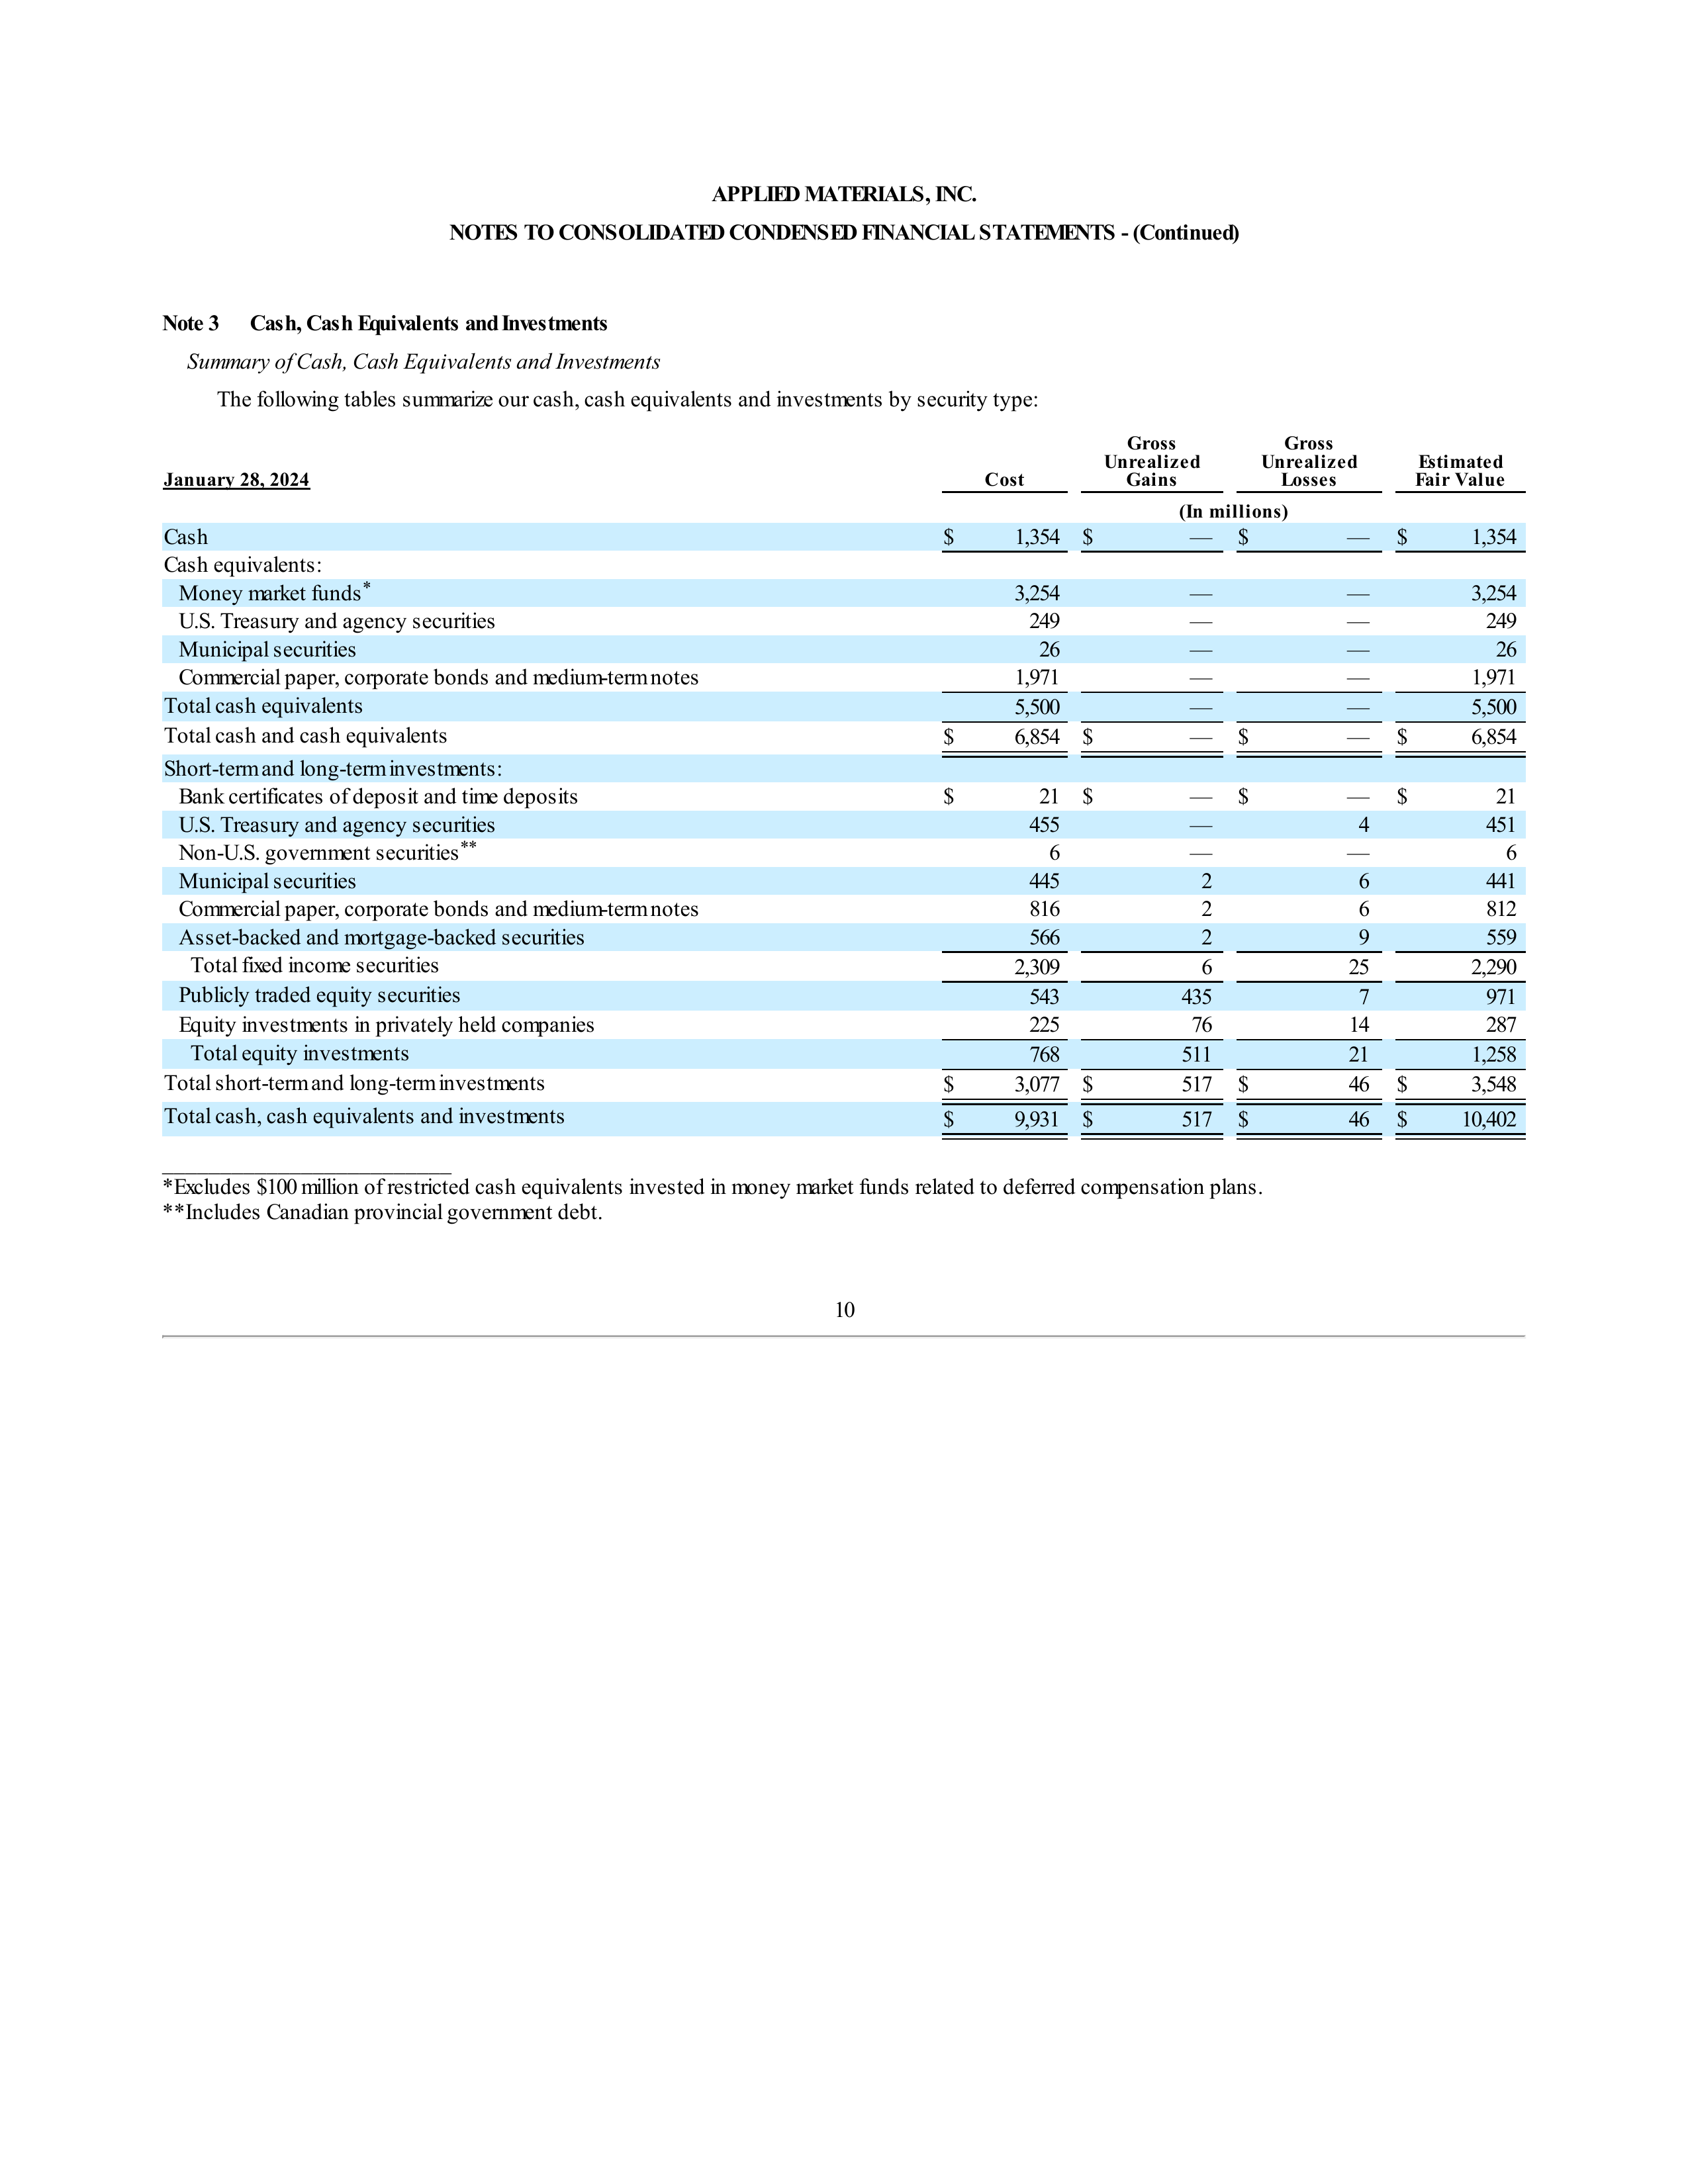 APPLIED MATERIALS, INC.
NOTES TO CONSOLIDATED CONDENSED FINANCIAL STATEMENTS - (Continued)
Note 3 Cash, Cash Equivalents and Investments
Summary of Cash, Cash Equivalents and Investments
The following tables summarize our cash, cash equivalents and investments by security type:
January 28, 2024 Cost Gross Unrealized Gains Gross Unrealized Losses Estimated Fair Value
(In millions)
Cash $ 1,354 $ — $ — $ 1,354
Cash equivalents:
Money market funds* 3,254 — — 3,254
U.S. Treasury and agency securities 249 — — 249
Municipal securities 26 — — 26
Commercial paper, corporate bonds and medium-term notes 1,971 — — 1,971
Total cash equivalents 5,500 — — 5,500
Total cash and cash equivalents $ 6,854 $ — $ — $ 6,854
Short-term and long-term investments:
Bank certificates of deposit and time deposits $ 21 $ — $ — $ 21
U.S. Treasury and agency securities 455 — 4 451
Non-U.S. government securities** 6 — — 6
Municipal securities 445 2 6 441
Commercial paper, corporate bonds and medium-term notes 816 2 6 812
Asset-backed and mortgage-backed securities 566 2 9 559
Total fixed income securities 2,309 6 25 2,290
Publicly traded equity securities 543 435 7 971
Equity investments in privately held companies 225 76 14 287
Total equity investments 768 511 21 1,258
Total short-term and long-term investments $ 3,077 $ 517 $ 46 $ 3,548
Total cash, cash equivalents and investments $ 9,931 $ 517 $ 46 $ 10,402
*Excludes $100 million of restricted cash equivalents invested in money market funds related to deferred compensation plans.
**Includes Canadian provincial government debt.
10